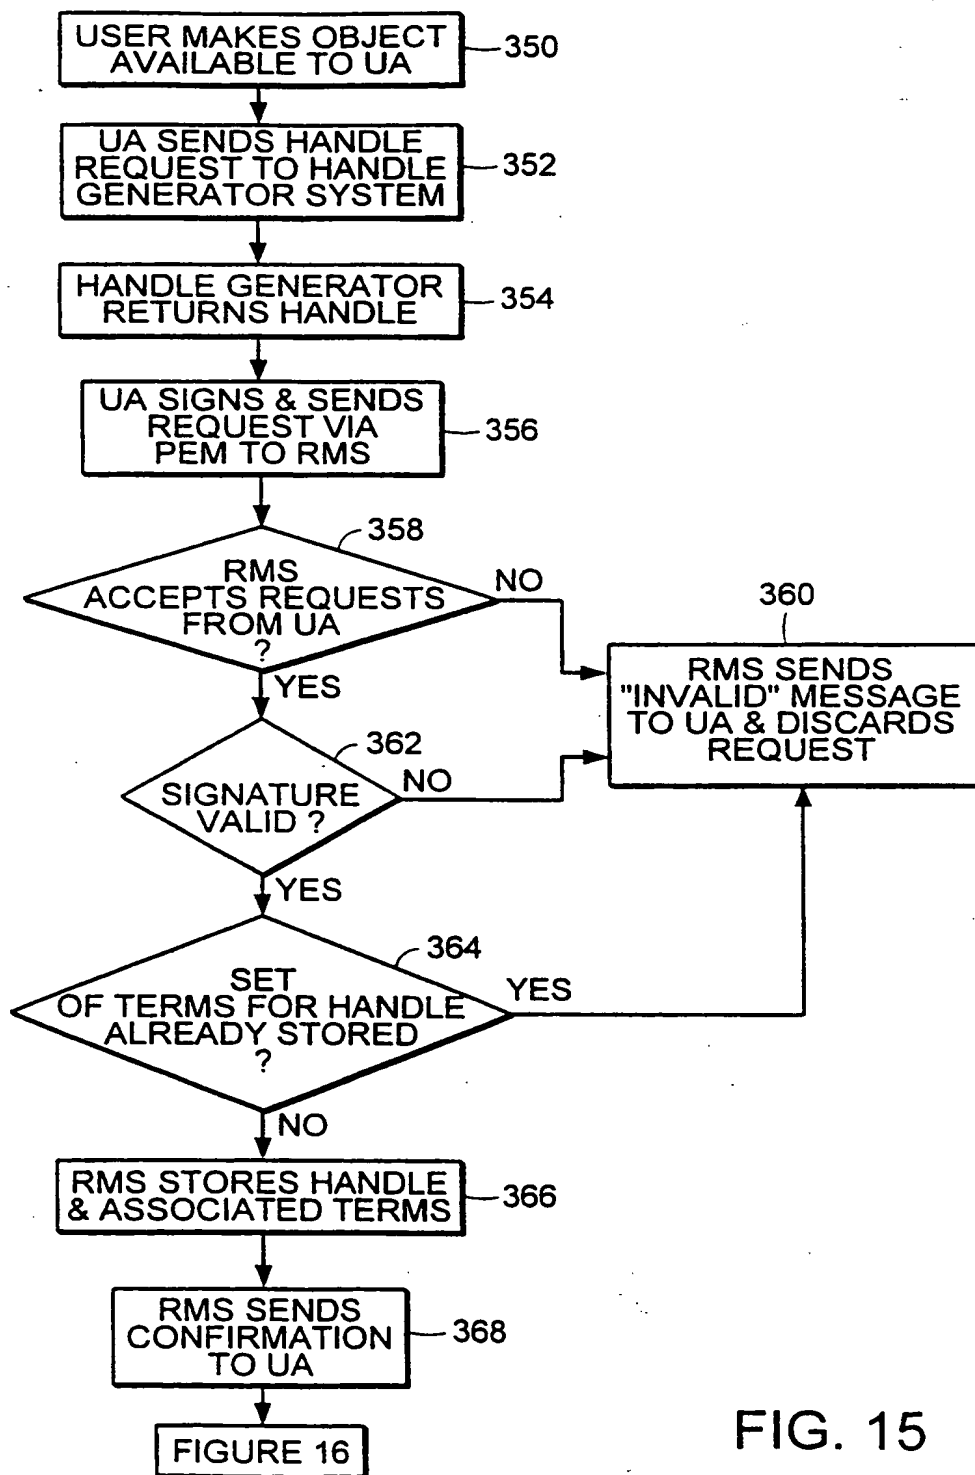 USER MAKES OBJECT
AVAILABLE TO UA
350
UA SENDS HANDLE
REQUEST TO HANDLE
GENERATOR SYSTEM
352
HANDLE GENERATOR
RETURNS HANDLE
354
UA SIGNS & SENDS
REQUEST VIA
PEM TO RMS
356
358
RMS
ACCEPTS REQUESTS
FROM UA
?
NO
YES
360
RMS SENDS
"INVALID" MESSAGE
TO UA & DISCARDS
REQUEST
362
SIGNATURE
VALID ?
NO
YES
364
SET
OF TERMS FOR HANDLE
ALREADY STORED
?
YES
NO
RMS STORES HANDLE
& ASSOCIATED TERMS
366
RMS SENDS
CONFIRMATION
TO UA
368
FIGURE 16
FIG. 15